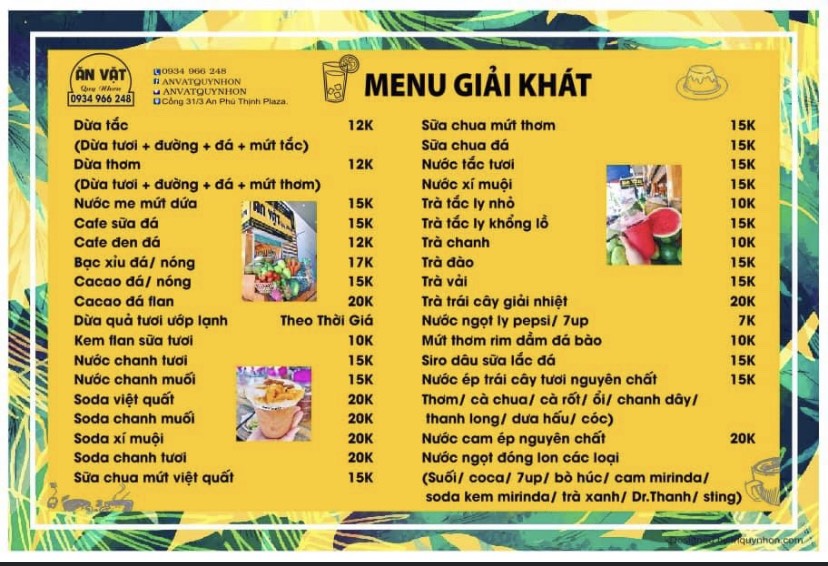 ĂN VẶT
Quy Nhơn
0934 966 248
0934 966 248
ANVATQUYNHON
ANVATQUYNHON
Cổng 31/3 An Phú Thịnh Plaza.
MENU GIẢI KHÁT
Dừa tắc 12K
(Dừa tươi + đường + đá + mứt tắc)
Dừa thơm 12K
(Dừa tươi + đường + đá + mứt thơm)
Nước me mứt dứa 15K
Cafe sữa đá 15K
Cafe đen đá 12K
Bạc xỉu đá/ nóng 17K
Cacao đá/ nóng 15K
Cacao đá flan 20K
Dừa quả tươi ướp lạnh Theo Thời Giá
Kem flan sữa tươi 10K
Nước chanh tươi 15K
Nước chanh muối 15K
Soda việt quất 20K
Soda chanh muối 20K
Soda xí muội 20K
Soda chanh tươi 20K
Sữa chua mứt việt quất 15K
ĂN VẶT
Sữa chua mứt thơm 15K
Sữa chua đá 15K
Nước tắc tươi 15K
Nước xí muội 15K
Trà tắc ly nhỏ 10K
Trà tắc ly khổng lồ 15K
Trà chanh 10K
Trà đào 15K
Trà vải 15K
Trà trái cây giải nhiệt 20K
Nước ngọt ly pepsi/ 7up 7K
Mứt thơm rim dầm đá bào 10K
Siro dâu sữa lắc đá 15K
Nước ép trái cây tươi nguyên chất 15K
Thơm/ cà chua/ cà rốt/ ổi/ chanh dây/
thanh long/ dưa hấu/ cóc)
Nước cam ép nguyên chất 20K
Nước ngọt đóng lon các loại
(Suối/ coca/ 7up/ bò húc/ cam mirinda/
soda kem mirinda/ trà xanh/ Dr.Thanh/ sting)